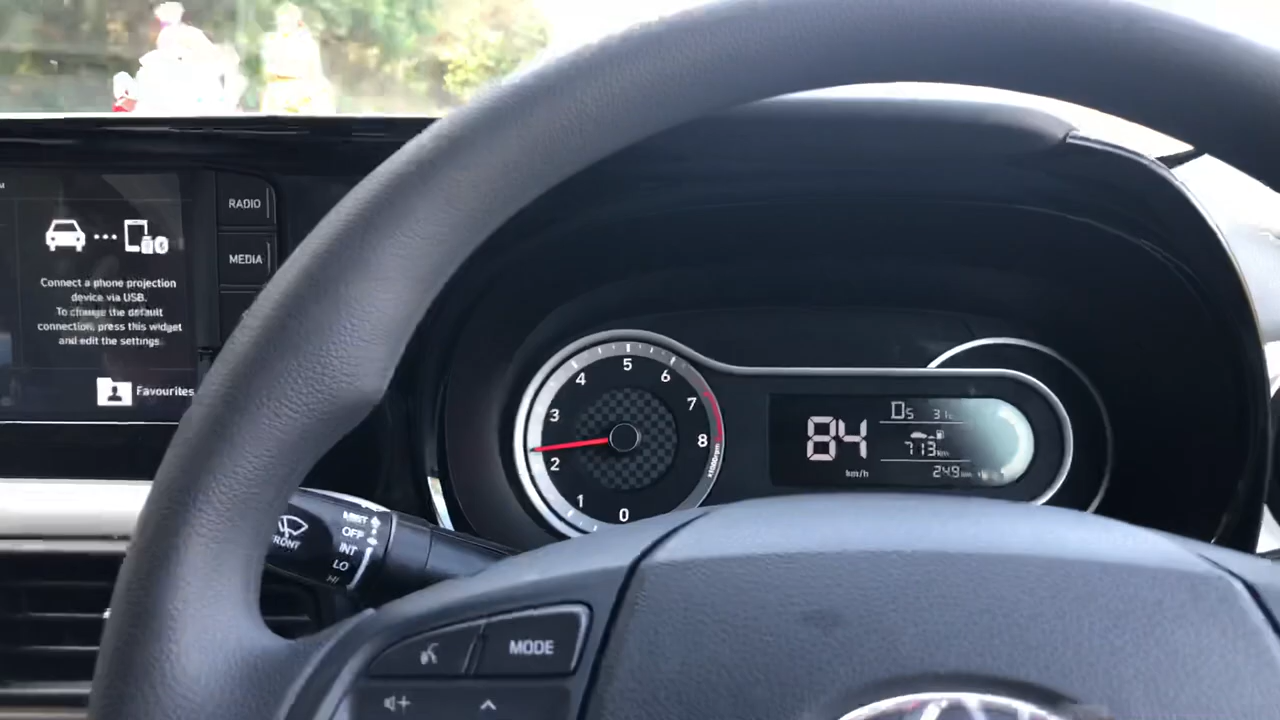 RADIO
MEDIA
Connect a phone projection
device via USB.
To change the default
connection, press this widget
and edit the settings.
Favourites
FRONT
MIST
OFF
INT
LO
HI
MODE
0
1
2
3
4
5
6
7
8
x1000rpm
84
km/h
D5
713km
249